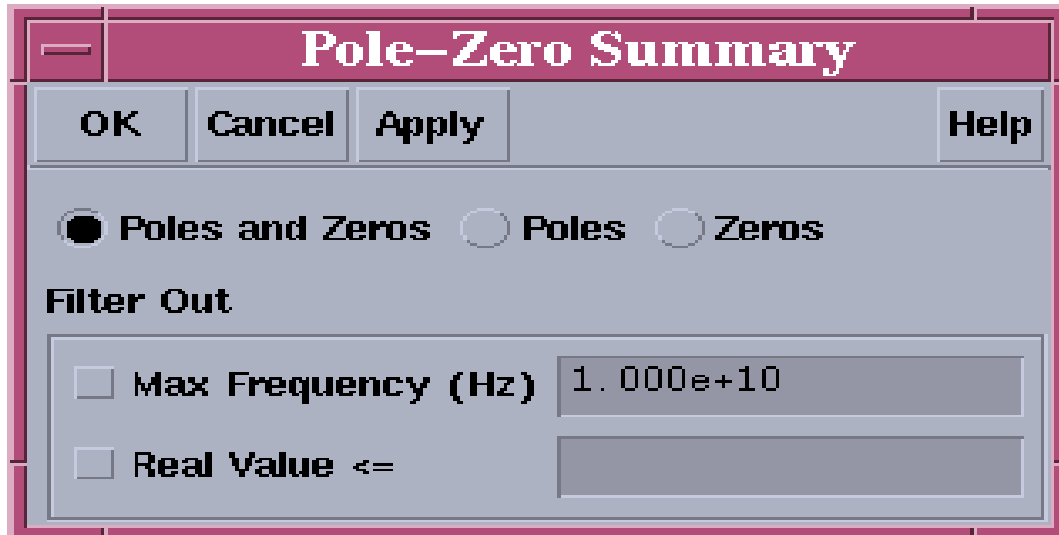 Pole–Zero Summary
OK Cancel Apply Help
Poles and Zeros Poles Zeros
Filter Out
Max Frequency (Hz) 1.000e+10
Real Value <=